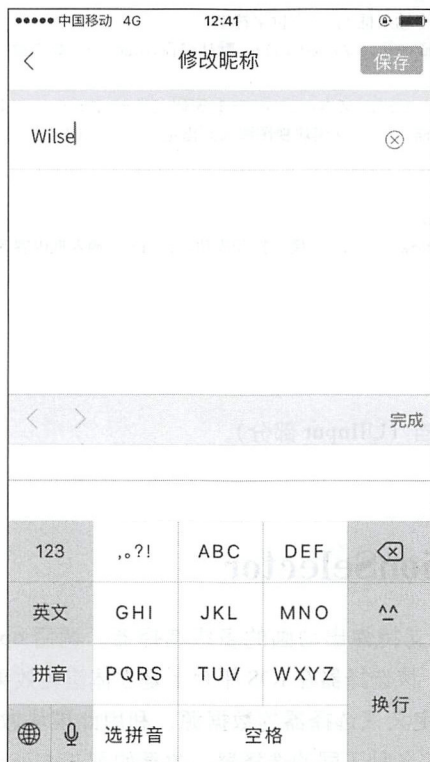 中国移动 4G 12:41
修改昵称 保存
Wilse
完成
123 ,。?! ABC DEF
英文 GHI JKL MNO ^^
拼音 PQRS TUV WXYZ
换行
选拼音 空格